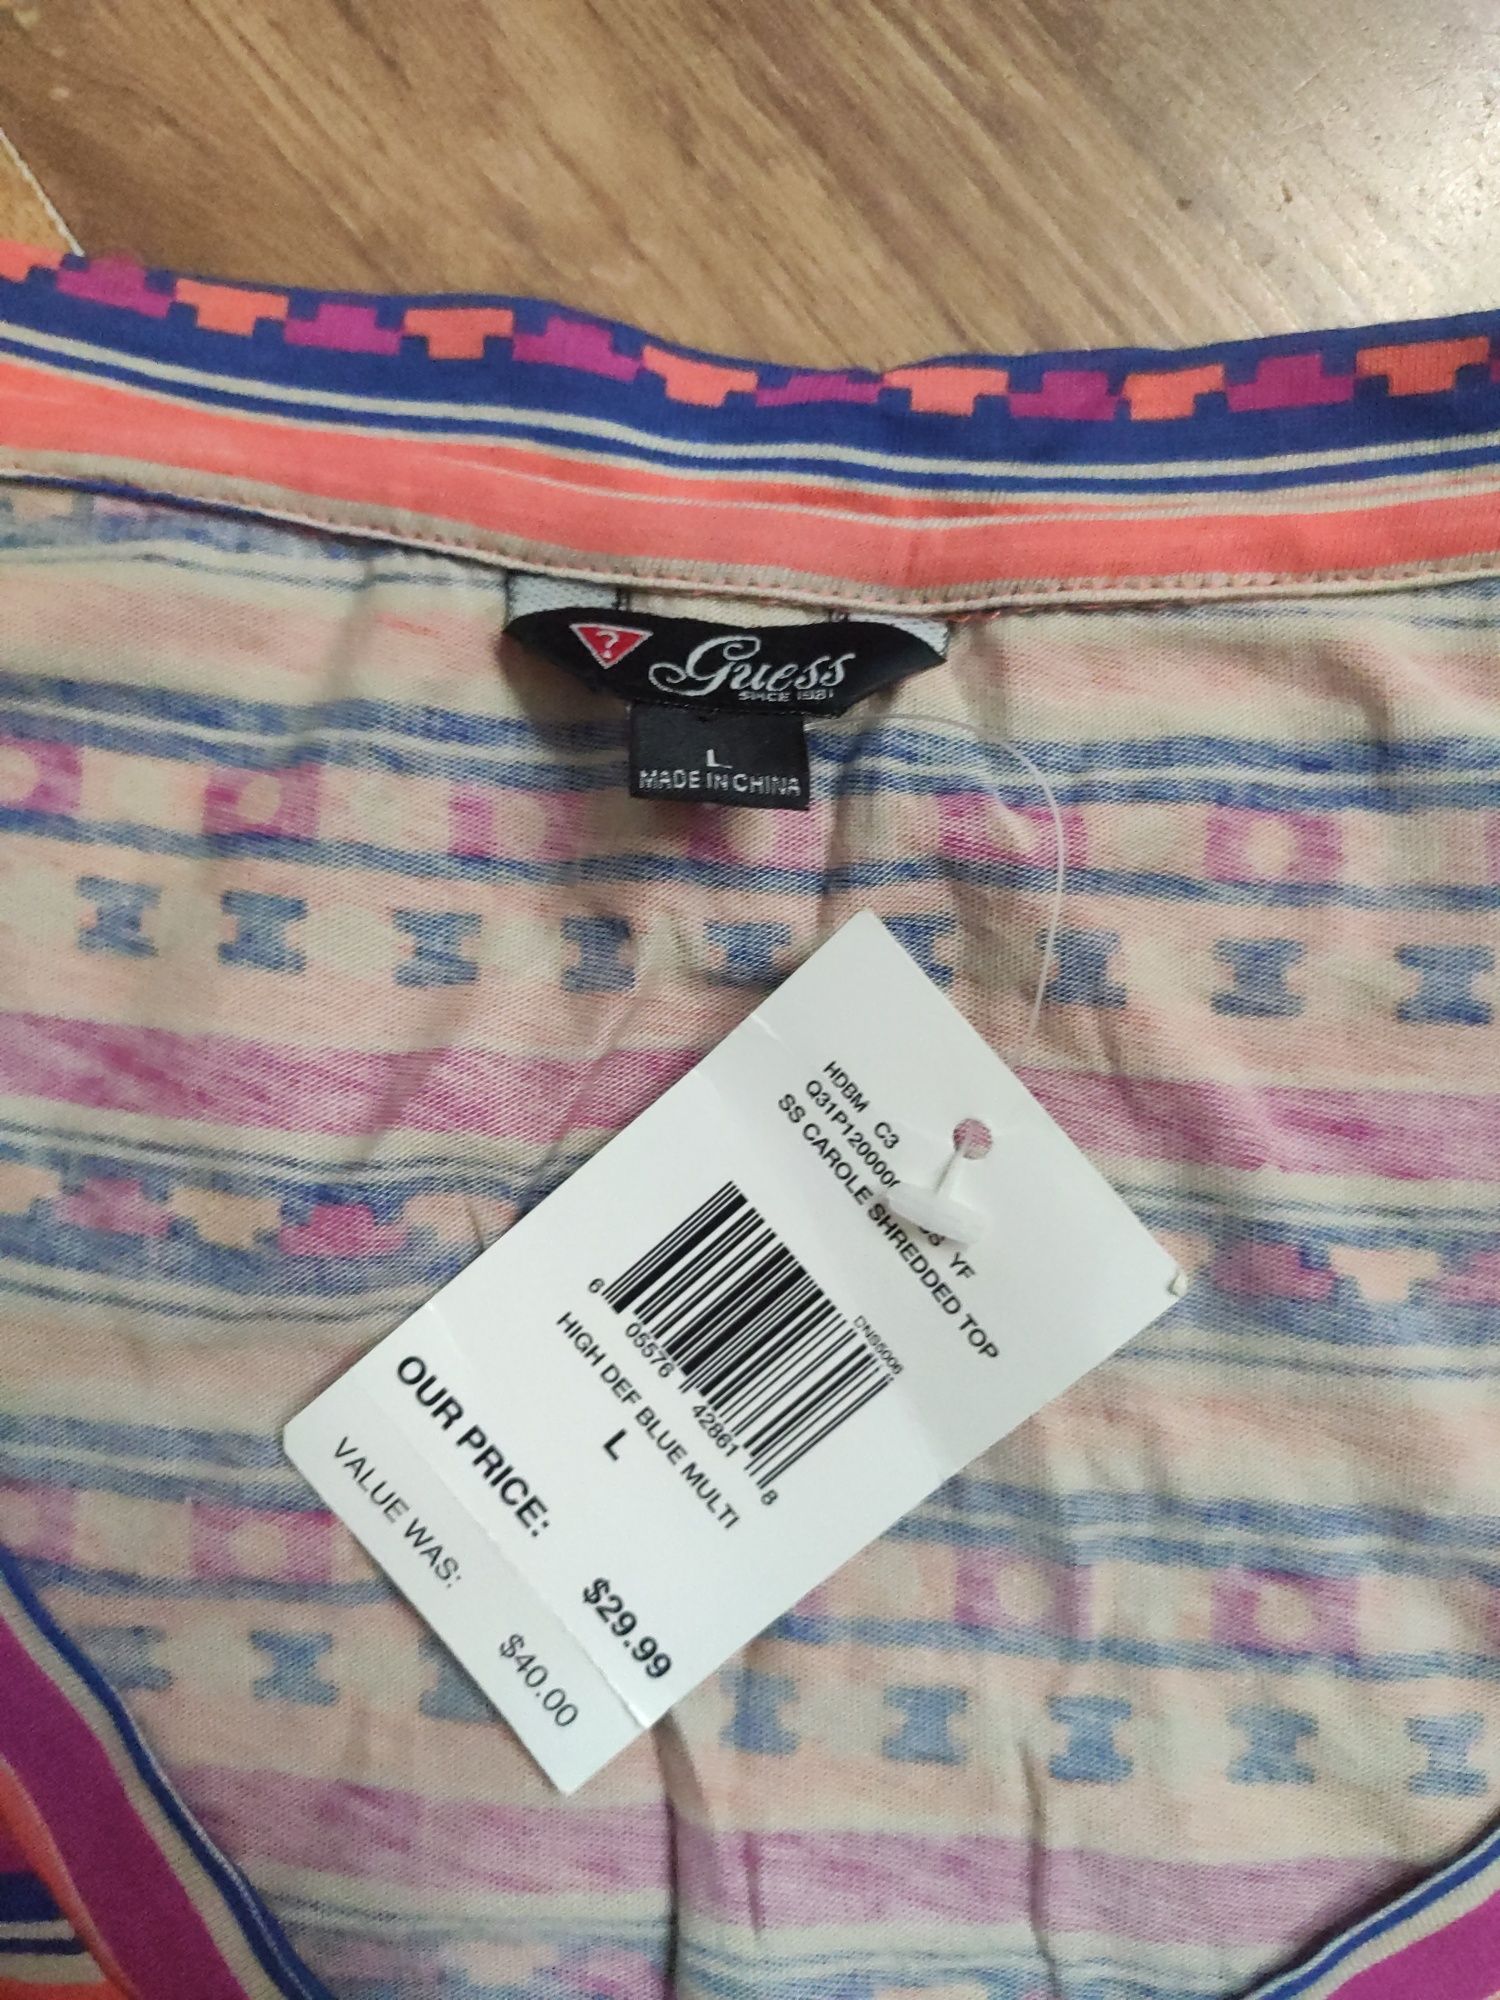 ?
Guess
SINCE 1981
L
MADE IN CHINA
HDBM C3
Q31P120000 YF
SS CAROLE SHREDDED TOP
DNS5006
6 05576 42861 8
HIGH DEF BLUE MULTI
L
OUR PRICE: $29.99
VALUE WAS: $40.00